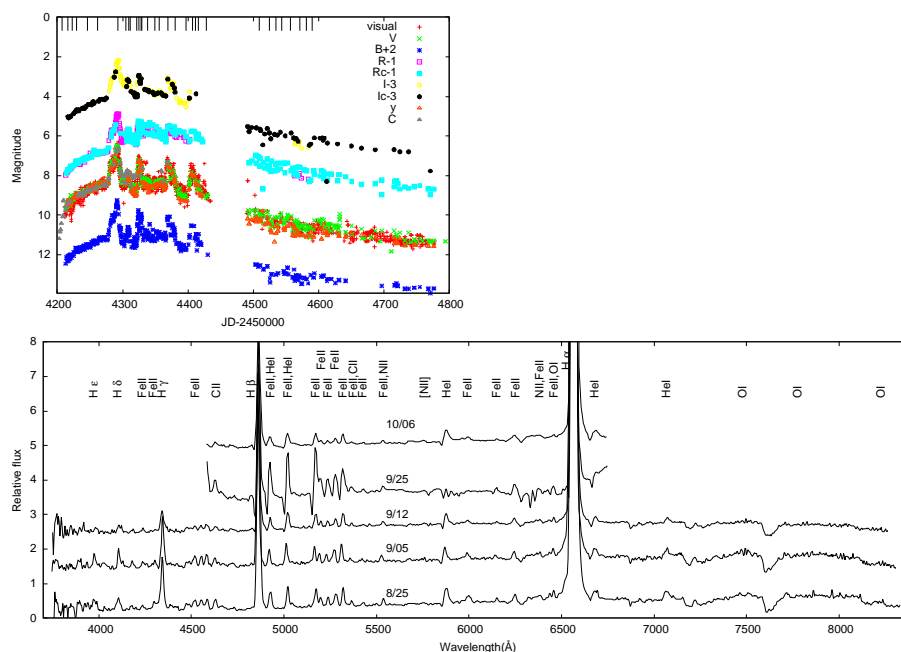 0
2
4
6
8
10
12
Magnitude
visual
V
B+2
R-1
Rc-1
I-3
Ic-3
y
C
4200 4300 4400 4500 4600 4700 4800
JD-2450000
8
7
6
5
4
3
2
1
0
Relative flux
H ε
H δ
FeII
FeII
H γ
FeII
CII
H β
FeII, HeI
FeII, HeI
FeII
FeII
FeII
FeII
FeII
FeII, CII
FeII
FeII,NII
[NII]
HeI
FeII
FeII
FeII
NII,FeII
FeII,OI
H α
HeI
HeI
OI
OI
OI
10/06
9/25
9/12
9/05
8/25
4000 4500 5000 5500 6000 6500 7000 7500 8000
Wavelength(Å)